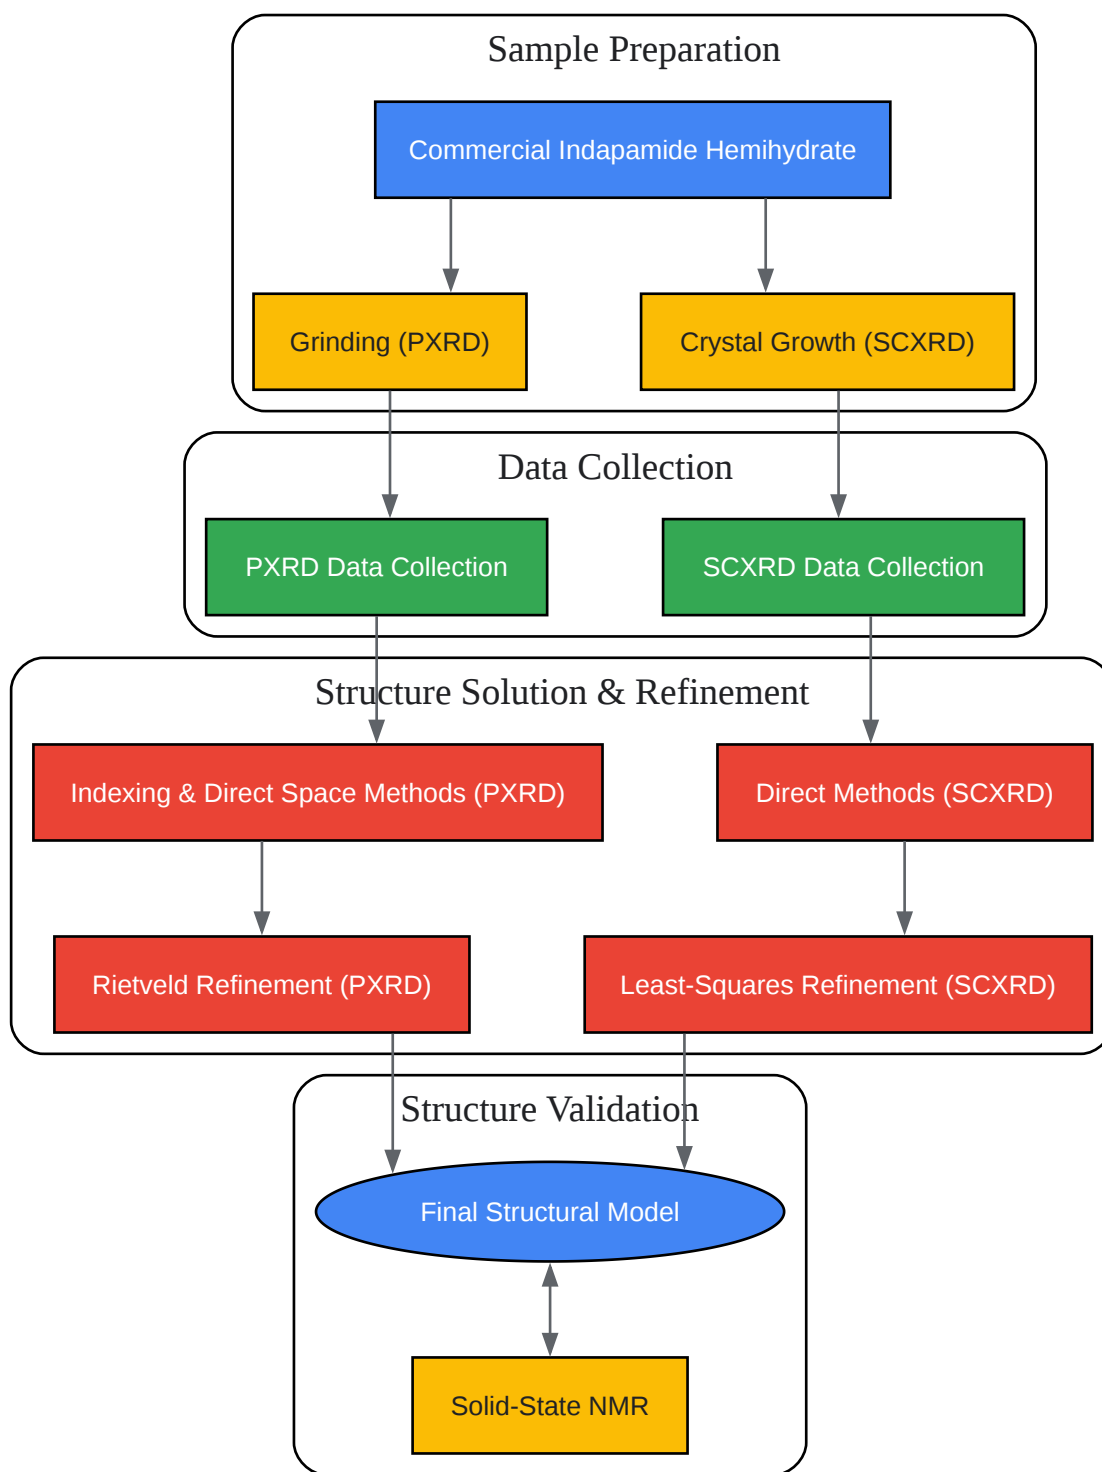 Sample Preparation
Commercial Indapamide Hemihydrate
Grinding (PXRD)
Crystal Growth (SCXRD)
Data Collection
PXRD Data Collection
SCXRD Data Collection
Structure Solution & Refinement
Indexing & Direct Space Methods (PXRD)
Direct Methods (SCXRD)
Rietveld Refinement (PXRD)
Least-Squares Refinement (SCXRD)
Structure Validation
Final Structural Model
Solid-State NMR